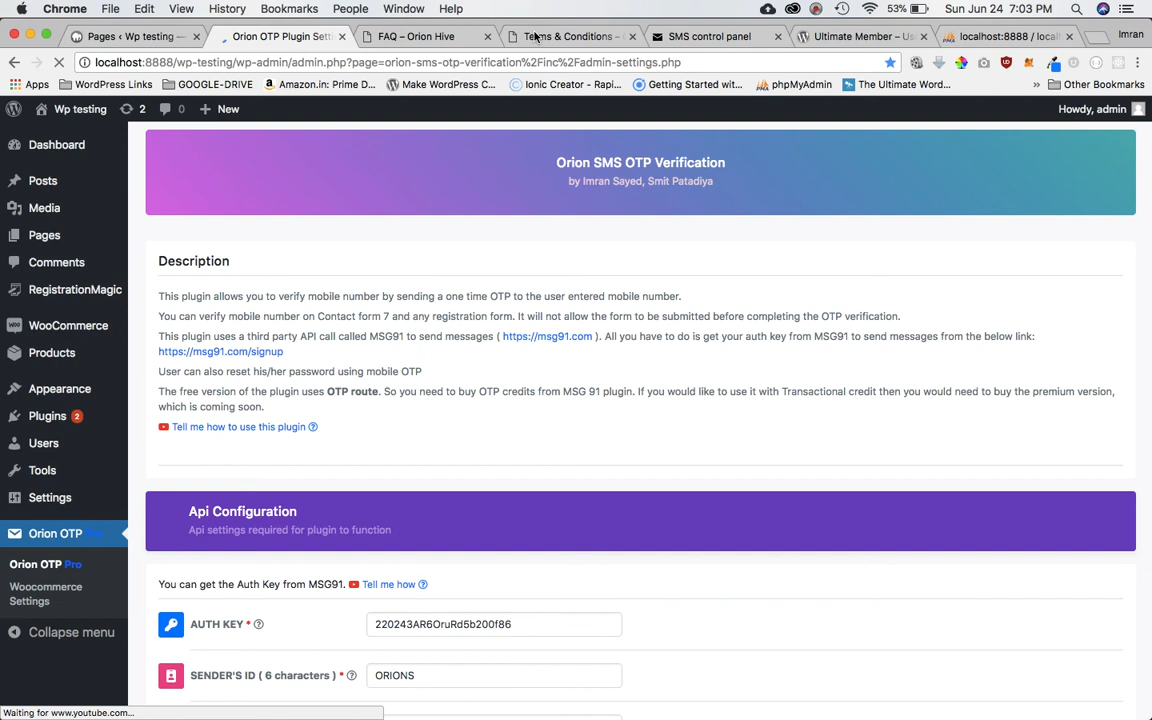 Chrome File Edit View History Bookmarks People Window Help 53% Sun Jun 24 7:03 PM
Pages ‹ Wp testing — Orion OTP Plugin Sett FAQ – Orion Hive Terms & Conditions – SMS control panel Ultimate Member – Us localhost:8888 / local Imran
localhost:8888/wp-testing/wp-admin/admin.php?page=orion-sms-otp-verification%2Finc%2Fadmin-settings.php
Apps WordPress Links GOOGLE-DRIVE Amazon.in: Prime D... Make WordPress C... Ionic Creator - Rapi... Getting Started wit... phpMyAdmin The Ultimate Word... » Other Bookmarks
Wp testing 2 0 New Howdy, admin
Dashboard
Posts
Media
Pages
Comments
RegistrationMagic
WooCommerce
Products
Appearance
Plugins 2
Users
Tools
Settings
Orion OTP Pro
Orion OTP Pro
Woocommerce
Settings
Collapse menu
Orion SMS OTP Verification
by Imran Sayed, Smit Patadiya
Description
This plugin allows you to verify mobile number by sending a one time OTP to the user entered mobile number.
You can verify mobile number on Contact form 7 and any registration form. It will not allow the form to be submitted before completing the OTP verification.
This plugin uses a third party API call called MSG91 to send messages ( https://msg91.com ). All you have to do is get your auth key from MSG91 to send messages from the below link:
https://msg91.com/signup
User can also reset his/her password using mobile OTP
The free version of the plugin uses OTP route. So you need to buy OTP credits from MSG 91 plugin. If you would like to use it with Transactional credit then you would need to buy the premium version,
which is coming soon.
Tell me how to use this plugin
Api Configuration
Api settings required for plugin to function
You can get the Auth Key from MSG91. Tell me how
AUTH KEY * 220243AR6OruRd5b200f86
SENDER'S ID ( 6 characters ) * ORIONS
Waiting for www.youtube.com...